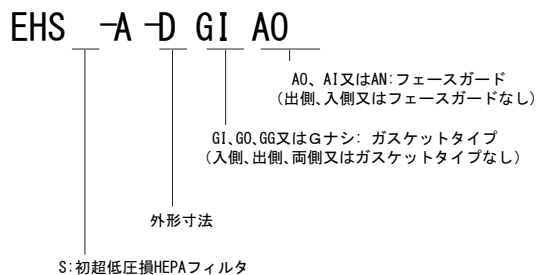 EHS －A－D GI AO
AO、AI又はAN:フェースガード
(出側、入側又はフェースガードなし)
GI、GO、GG又はＧナシ: ガスケットタイプ
(入側、出側、両側又はガスケットタイプなし)
外形寸法
S:初超低圧損HEPAフィルタ